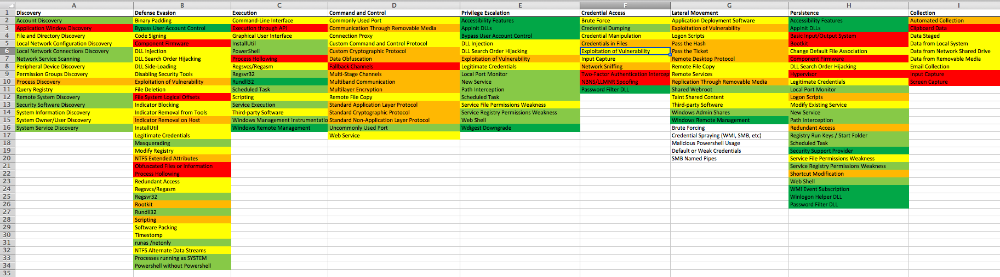 A B C D E F G H I
1 Discovery Defense Evasion Execution Command and Control Privilege Escalation Credential Access Lateral Movement Persistence Collection
2 Account Discovery Binary Padding Command-Line Interface Commonly Used Port Accessibility Features Brute Force Application Deployment Software Accessibility Features Automated Collection
3 Application Window Discovery Bypass User Account Control Execution through API Communication Through Removable Media AppInit DLLs Credential Dumping Exploitation of Vulnerability AppInit DLLs Clipboard Data
4 File and Directory Discovery Code Signing Graphical User Interface Connection Proxy Bypass User Account Control Credential Manipulation Logon Scripts Basic Input/Output System Data Staged
5 Local Network Configuration Discovery Component Firmware InstallUtil Custom Command and Control Protocol DLL Injection Credentials in Files Pass the Hash Bootkit Data from Local System
6 Local Network Connections Discovery DLL Injection PowerShell Custom Cryptographic Protocol DLL Search Order Hijacking Exploitation of Vulnerability Pass the Ticket Change Default File Association Data from Network Shared Drive
7 Network Service Scanning DLL Search Order Hijacking Process Hollowing Data Obfuscation Exploitation of Vulnerability Input Capture Remote Desktop Protocol Component Firmware Data from Removable Media
8 Peripheral Device Discovery DLL Side-Loading Regsvcs/Regasm Fallback Channels Legitimate Credentials Network Sniffing Remote File Copy DLL Search Order Hijacking Email Collection
9 Permission Groups Discovery Disabling Security Tools Regsvr32 Multi-Stage Channels Local Port Monitor Two-Factor Authentication Intercep Remote Services Hypervisor Input Capture
10 Process Discovery Exploitation of Vulnerability Rundll32 Multiband Communication New Service NBNS/LLMNR Spoofing Replication Through Removable Media Legitimate Credentials Screen Capture
11 Query Registry File Deletion Scheduled Task Multilayer Encryption Path Interception Password Filter DLL Shared Webroot Local Port Monitor
12 Remote System Discovery File System Logical Offsets Scripting Remote File Copy Scheduled Task Taint Shared Content Logon Scripts
13 Security Software Discovery Indicator Blocking Service Execution Standard Application Layer Protocol Service File Permissions Weakness Third-party Software Modify Existing Service
14 System Information Discovery Indicator Removal from Tools Third-party Software Standard Cryptographic Protocol Service Registry Permissions Weakness Windows Admin Shares New Service
15 System Owner/User Discovery Indicator Removal on Host Windows Management Instrumentatio Standard Non-Application Layer Protocol Web Shell Windows Remote Management Path Interception
16 System Service Discovery InstallUtil Windows Remote Management Uncommonly Used Port Wdigest Downgrade Brute Forcing Redundant Access
17 Legitimate Credentials Web Service Credential Spraying (WMI, SMB, etc) Registry Run Keys / Start Folder
18 Masquerading Malicious Powershell Usage Scheduled Task
19 Modify Registry Default or Weak Credentials Security Support Provider
20 NTFS Extended Attributes SMB Named Pipes Service File Permissions Weakness
21 Obfuscated Files or Information Service Registry Permissions Weakness
22 Process Hollowing Shortcut Modification
23 Redundant Access Web Shell
24 Regsvcs/Regasm WMI Event Subscription
25 Regsvr32 Winlogon Helper DLL
26 Rootkit Password Filter DLL
27 Rundll32
28 Scripting
29 Software Packing
30 Timestomp
31 runas /netonly
32 NTFS Alternate Data Streams
33 Processes running as SYSTEM
34 Powershell without Powershell
35